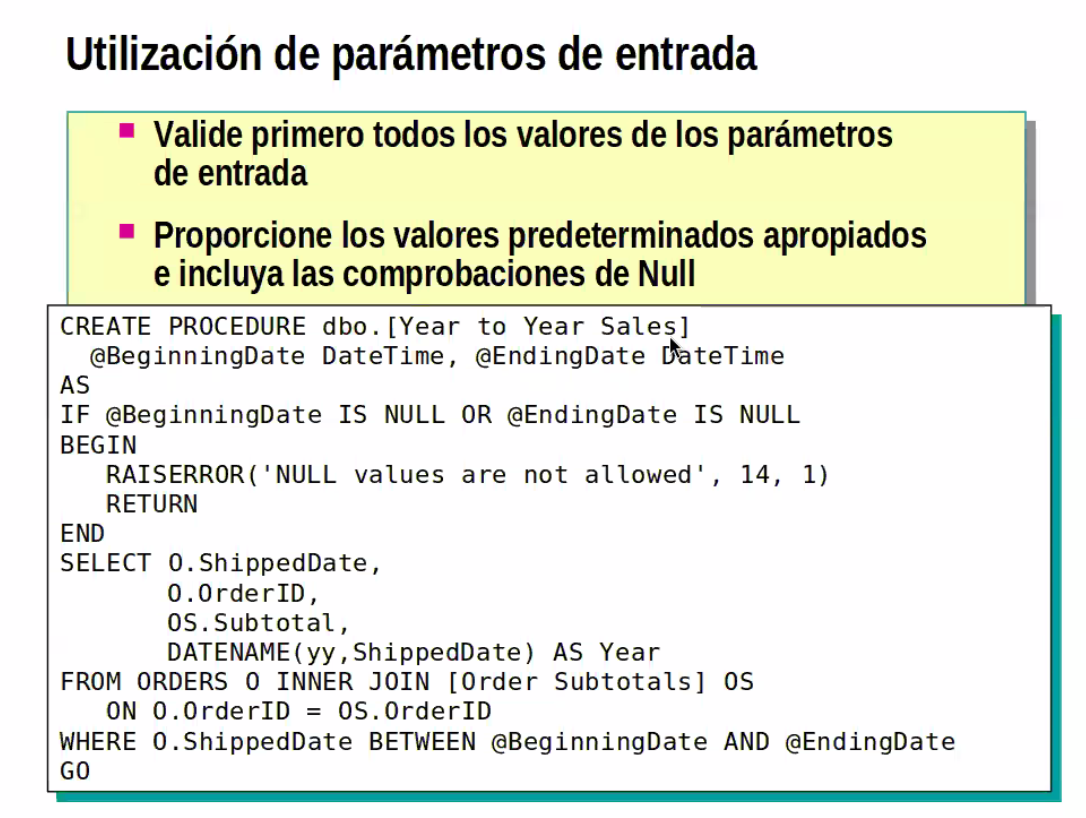 Utilización de parámetros de entrada
Valide primero todos los valores de los parámetros
de entrada
Proporcione los valores predeterminados apropiados
e incluya las comprobaciones de Null
CREATE PROCEDURE dbo.[Year to Year Sales]
  @BeginningDate DateTime, @EndingDate DateTime
AS
IF @BeginningDate IS NULL OR @EndingDate IS NULL
BEGIN
   RAISERROR('NULL values are not allowed', 14, 1)
   RETURN
END
SELECT O.ShippedDate,
       O.OrderID,
       OS.Subtotal,
       DATENAME(yy,ShippedDate) AS Year
FROM ORDERS O INNER JOIN [Order Subtotals] OS
   ON O.OrderID = OS.OrderID
WHERE O.ShippedDate BETWEEN @BeginningDate AND @EndingDate
GO